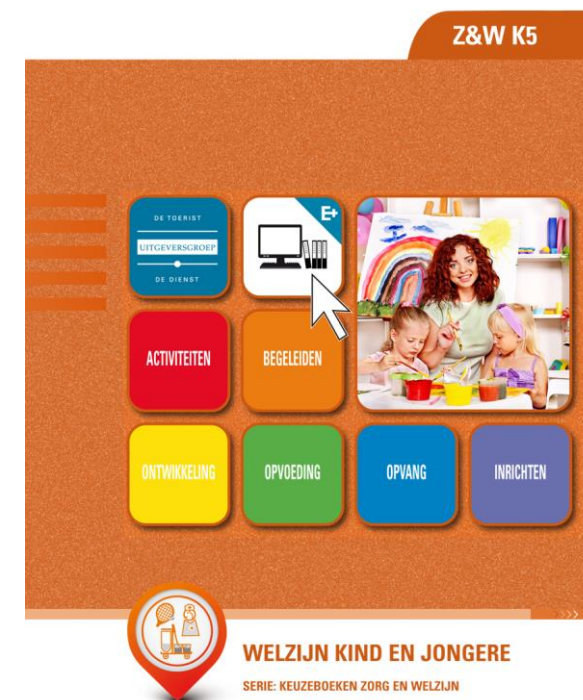 Z&W K5
DE TOERIST
UITGEVERSGROEP
DE DIENST
E+
ACTIVITEITEN
BEGELEIDEN
ONTWIKKELING
OPVOEDING
OPVANG
INRICHTEN
WELZIJN KIND EN JONGERE
SERIE: KEUZEBOEKEN ZORG EN WELZIJN